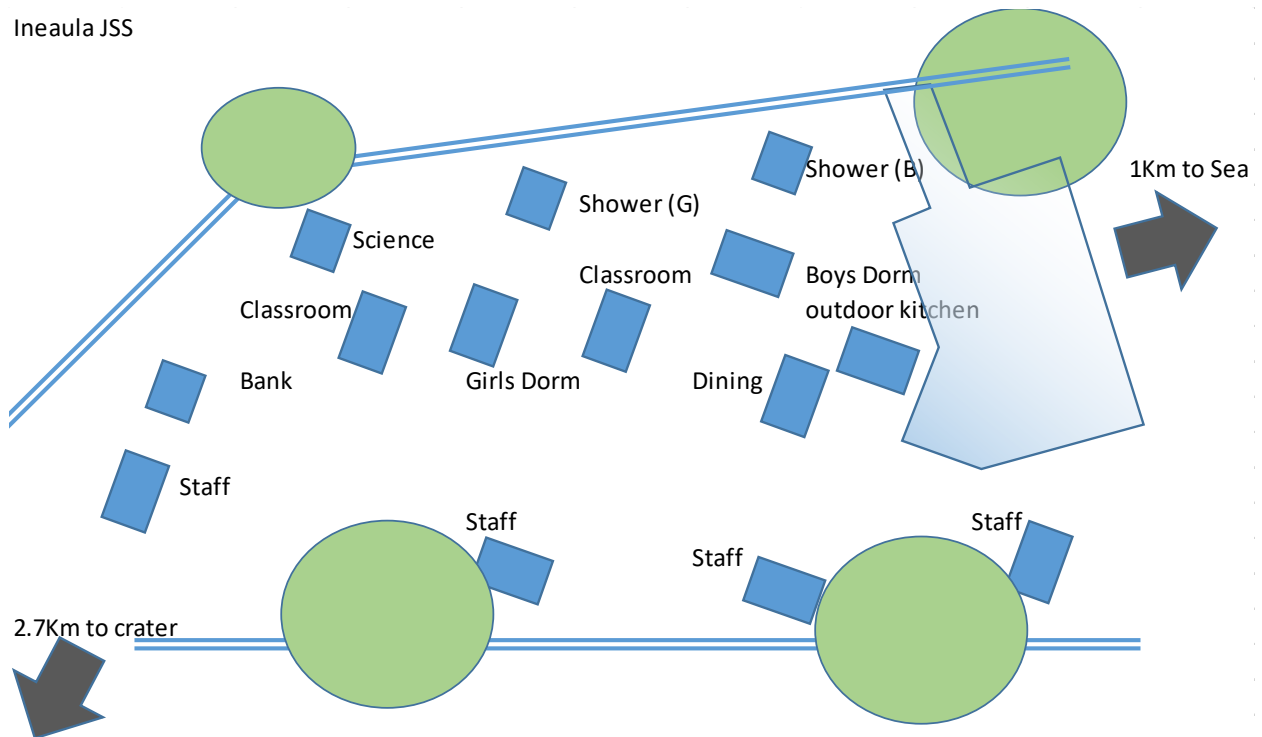 Ineaula JSS
Shower (B)
1Km to Sea
Shower (G)
Science
Classroom
Boys Dorm
outdoor kitchen
Classroom
Bank
Girls Dorm
Dining
Staff
Staff
Staff
Staff
2.7Km to crater